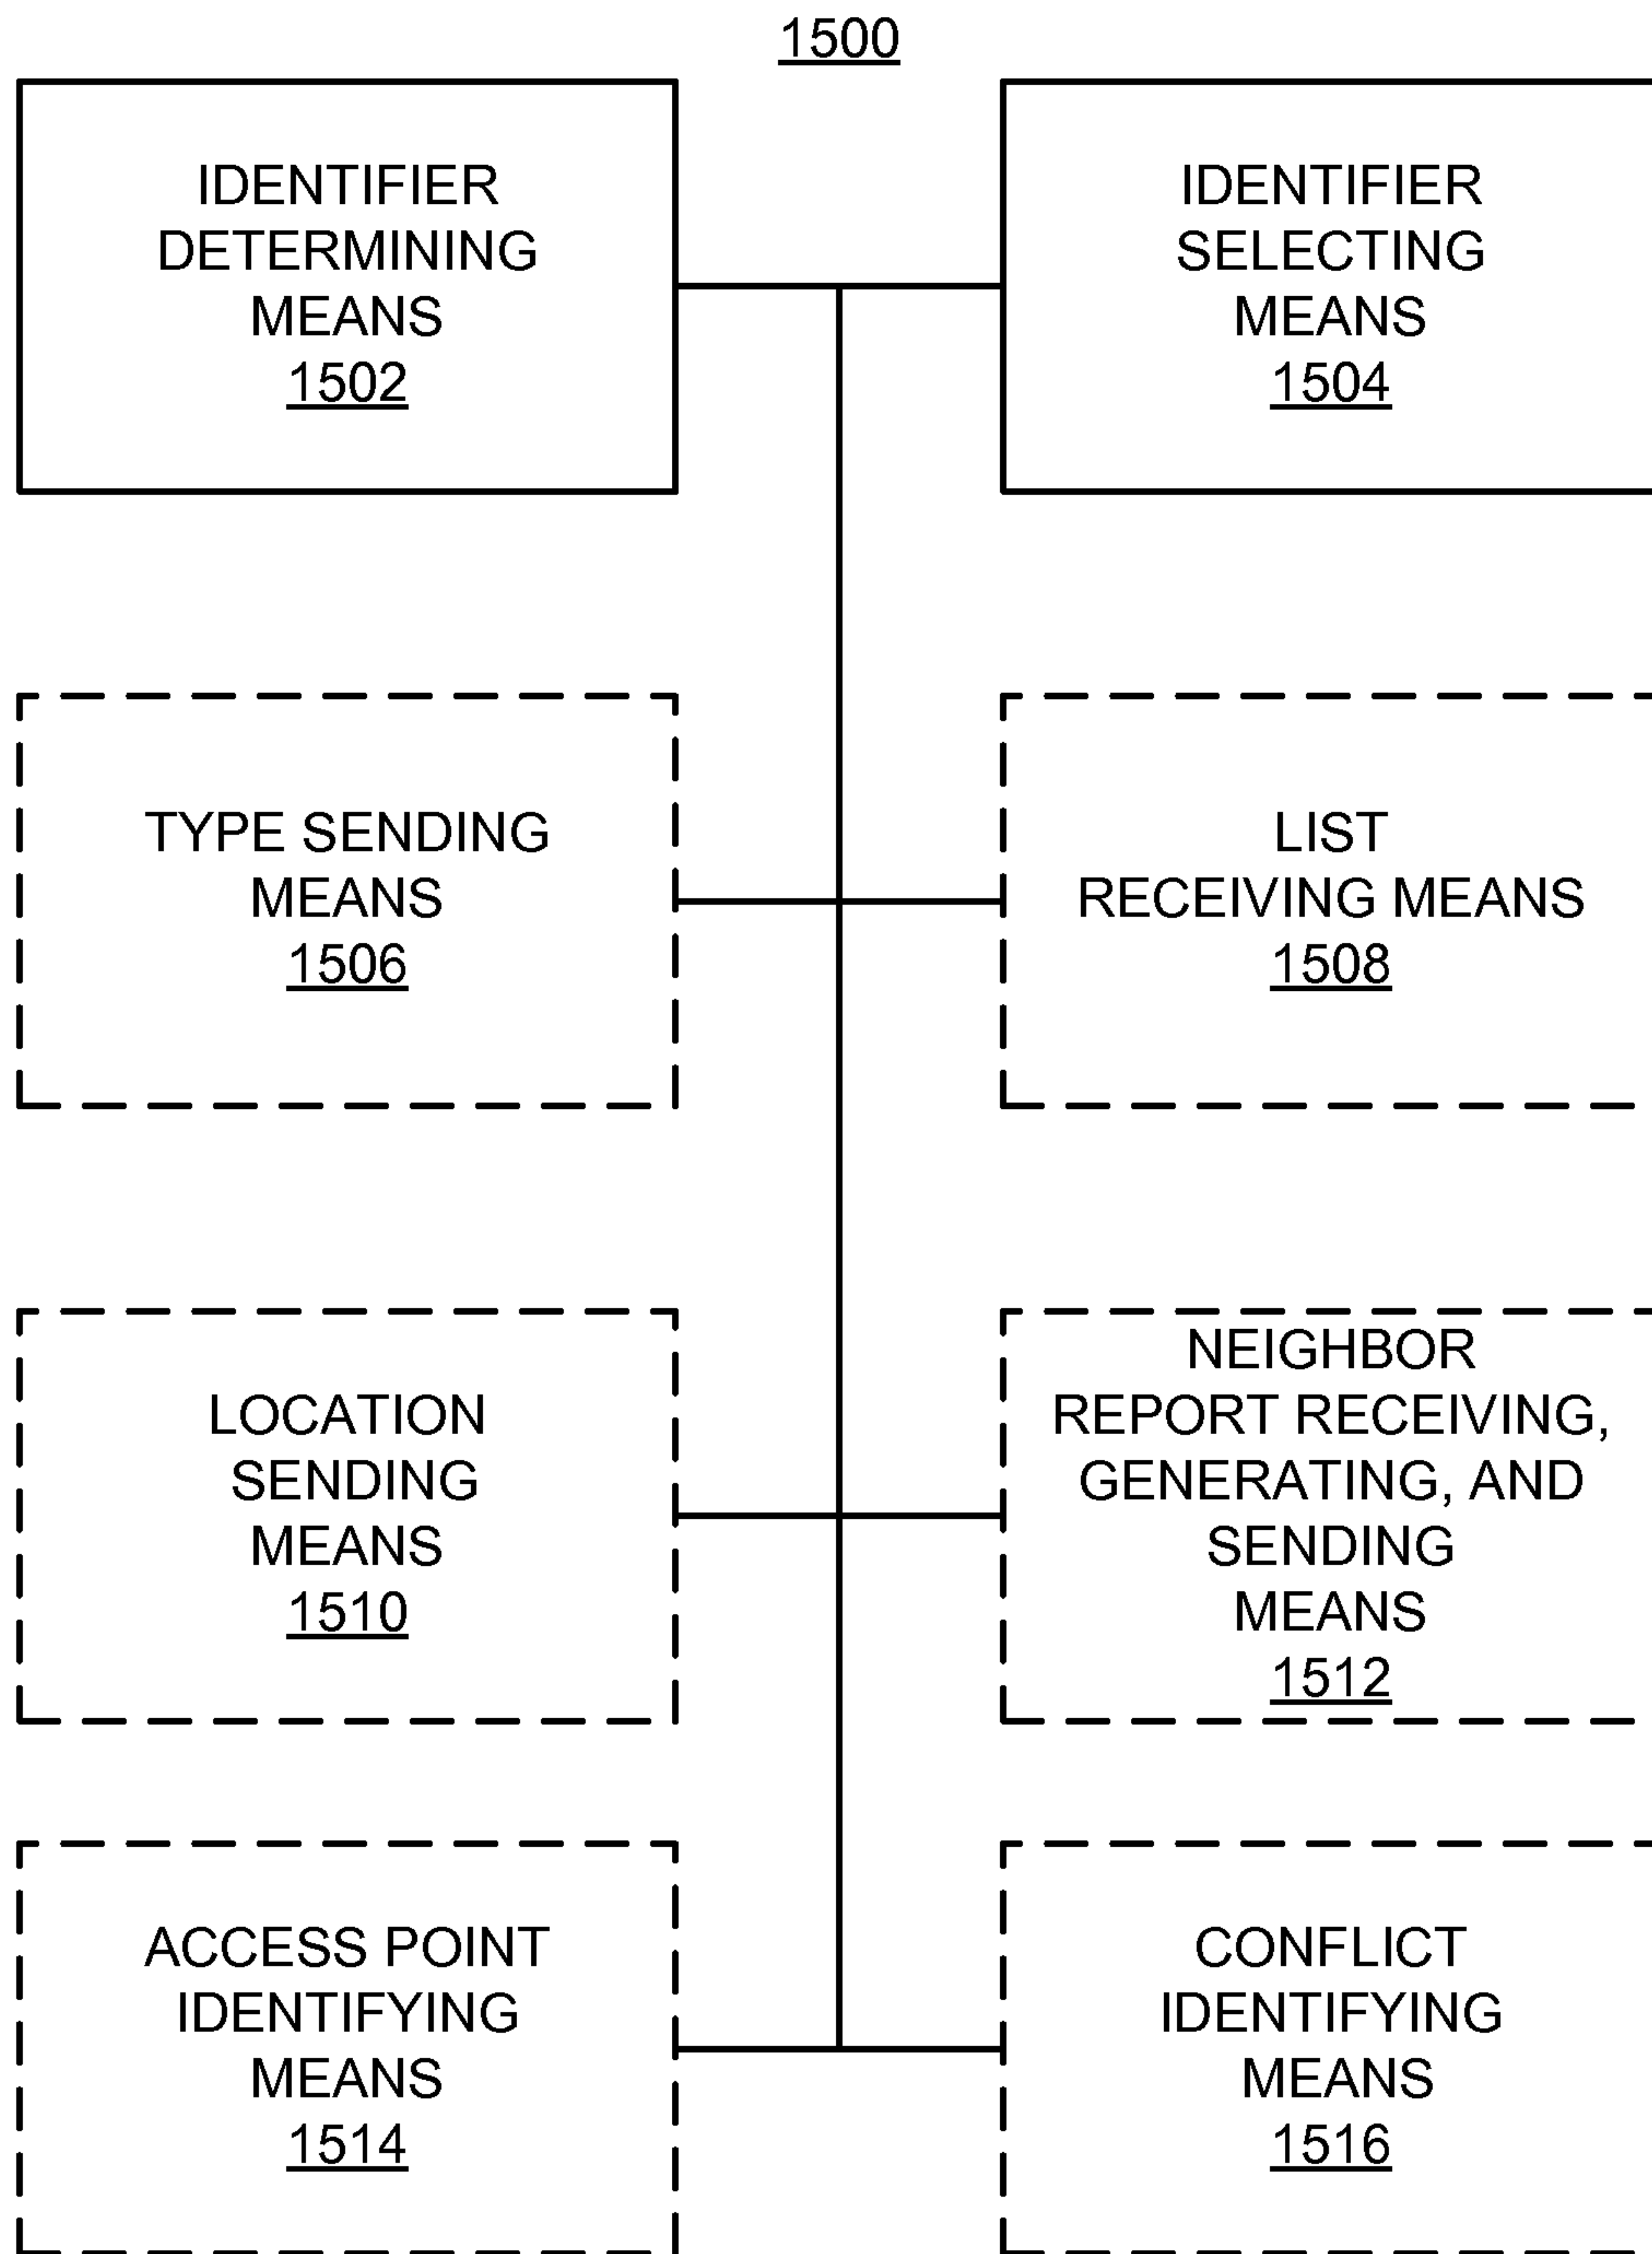 1500
IDENTIFIER
DETERMINING
MEANS
1502
IDENTIFIER
SELECTING
MEANS
1504
TYPE SENDING
MEANS
1506
LIST
RECEIVING MEANS
1508
LOCATION
SENDING
MEANS
1510
NEIGHBOR
REPORT RECEIVING,
GENERATING, AND
SENDING
MEANS
1512
ACCESS POINT
IDENTIFYING
MEANS
1514
CONFLICT
IDENTIFYING
MEANS
1516